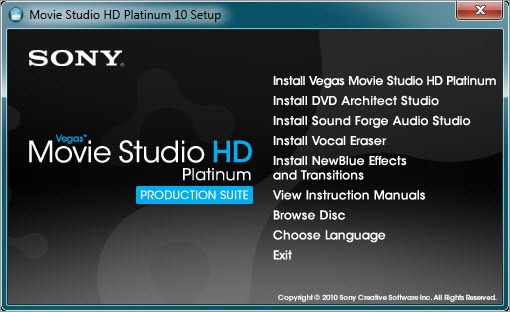 Movie Studio HD Platinum 10 Setup
SONY
Vegas™
Movie Studio HD
Platinum
PRODUCTION SUITE
Install Vegas Movie Studio HD Platinum
Install DVD Architect Studio
Install Sound Forge Audio Studio
Install Vocal Eraser
Install NewBlue Effects
and Transitions
View Instruction Manuals
Browse Disc
Choose Language
Exit
Copyright © 2010 Sony Creative Software Inc. All Rights Reserved.